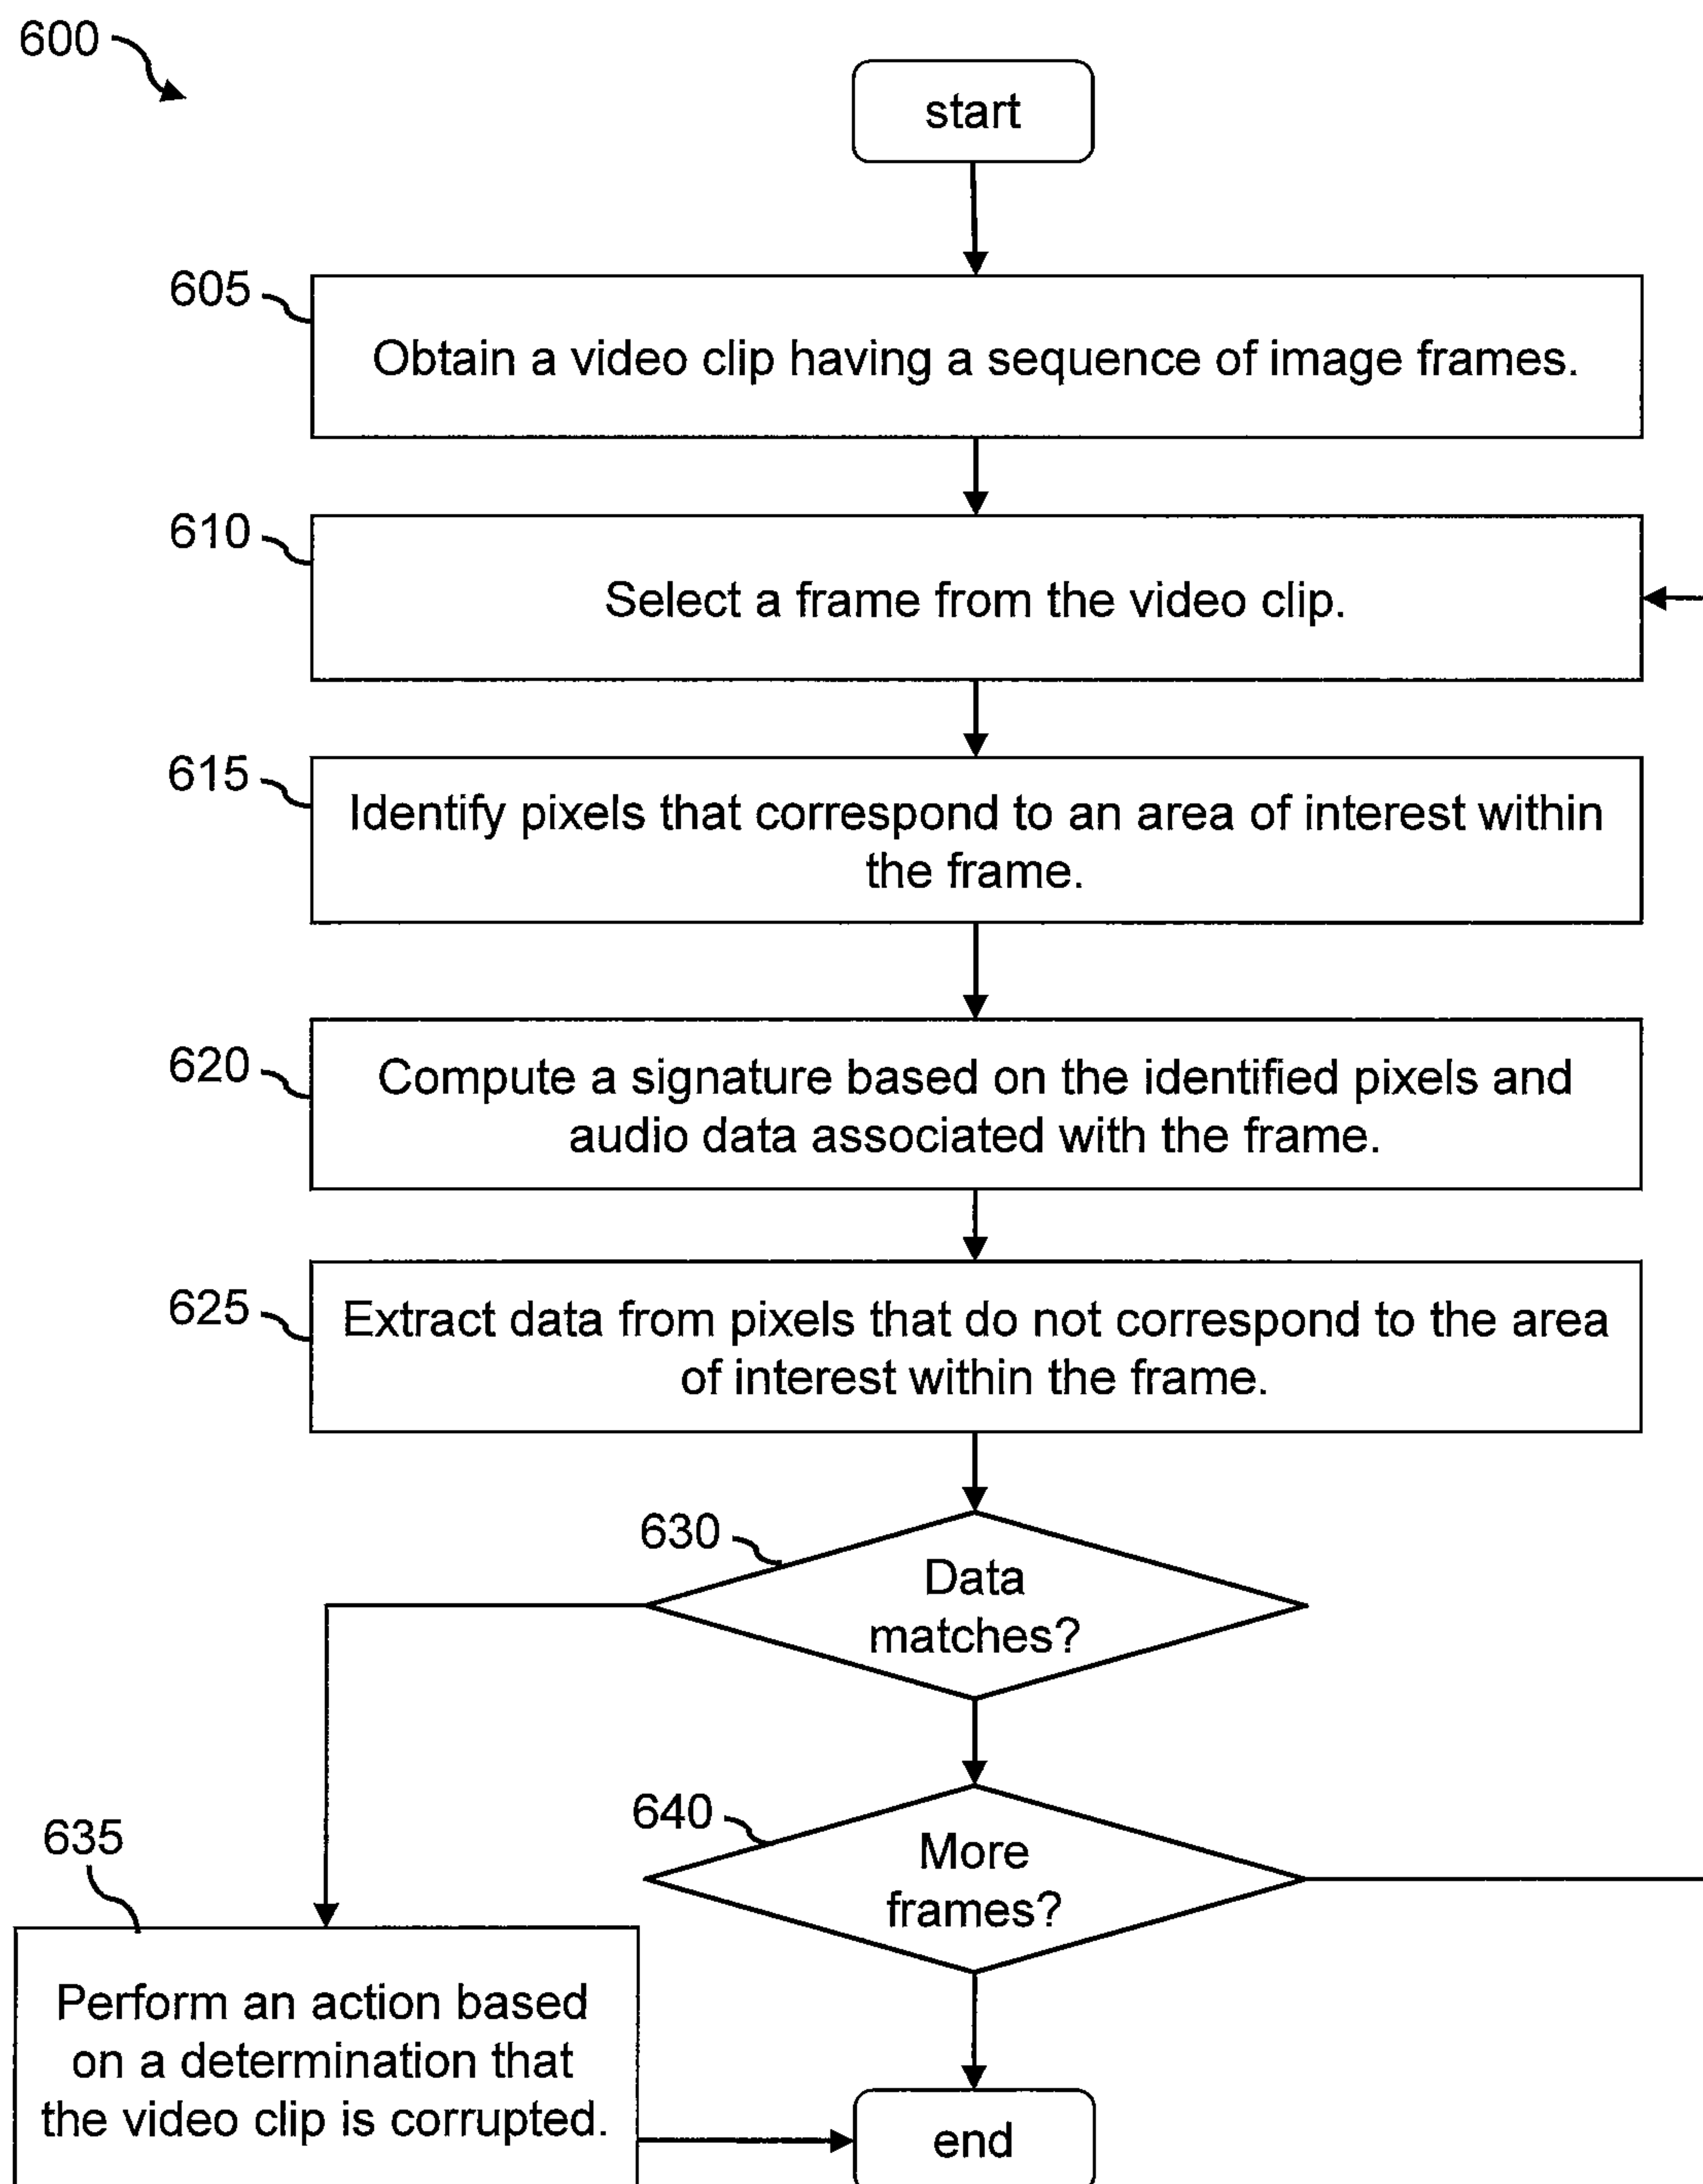 600
start
605
Obtain a video clip having a sequence of image frames.
610
Select a frame from the video clip.
615
Identify pixels that correspond to an area of interest within
the frame.
620
Compute a signature based on the identified pixels and
audio data associated with the frame.
625
Extract data from pixels that do not correspond to the area
of interest within the frame.
630
Data
matches?
640
More
frames?
635
Perform an action based
on a determination that
the video clip is corrupted.
end